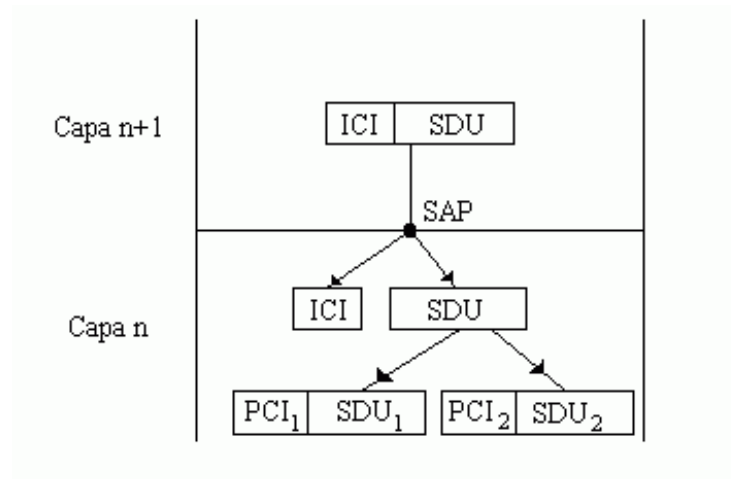 Capa n+1
ICI SDU
SAP
Capa n
ICI SDU
PCI₁ SDU₁ PCI₂ SDU₂